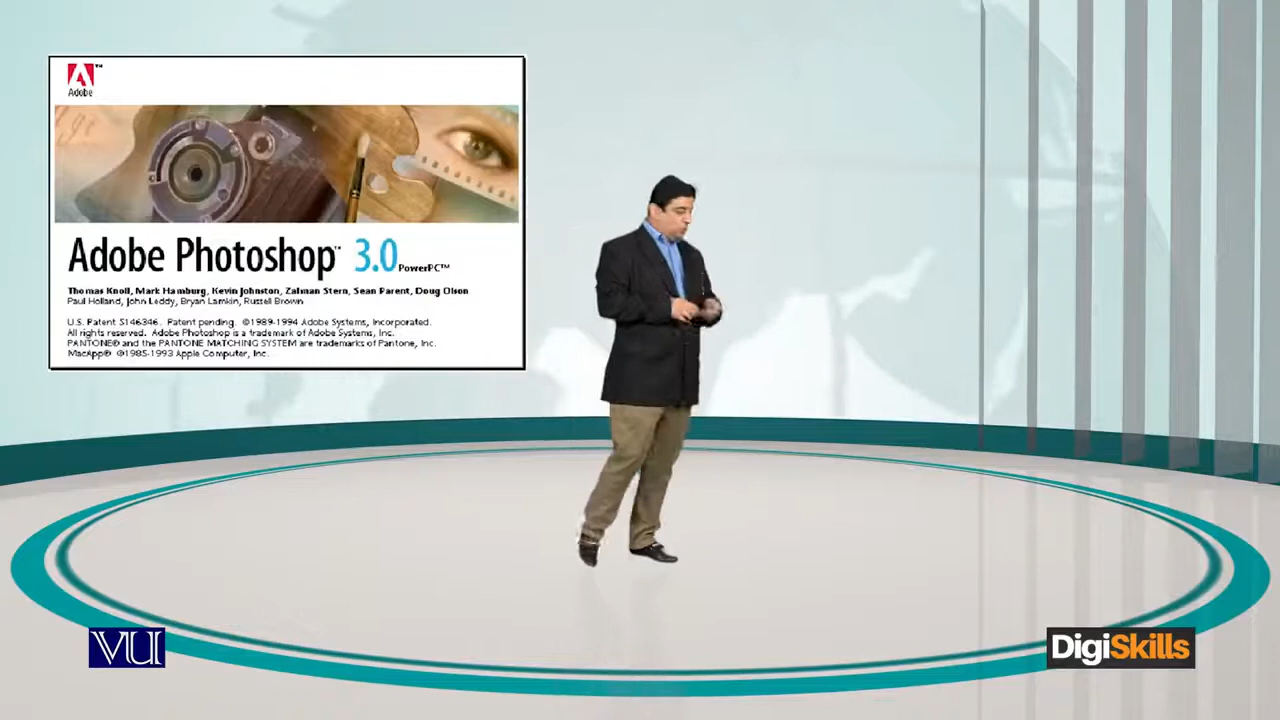 Adobe
Adobe Photoshop™ 3.0 PowerPC™
Thomas Knoll, Mark Hamburg, Kevin Johnston, Zalman Stern, Sean Parent, Doug Olson
Paul Holland, John Leddy, Bryan Lamkin, Russell Brown
U.S. Patent 5146346. Patent pending. ©1989-1994 Adobe Systems, Incorporated.
All rights reserved. Adobe Photoshop is a trademark of Adobe Systems, Inc.
PANTONE® and the PANTONE MATCHING SYSTEM are trademarks of Pantone, Inc.
MacApp® ©1985-1993 Apple Computer, Inc.
VU
DigiSkills